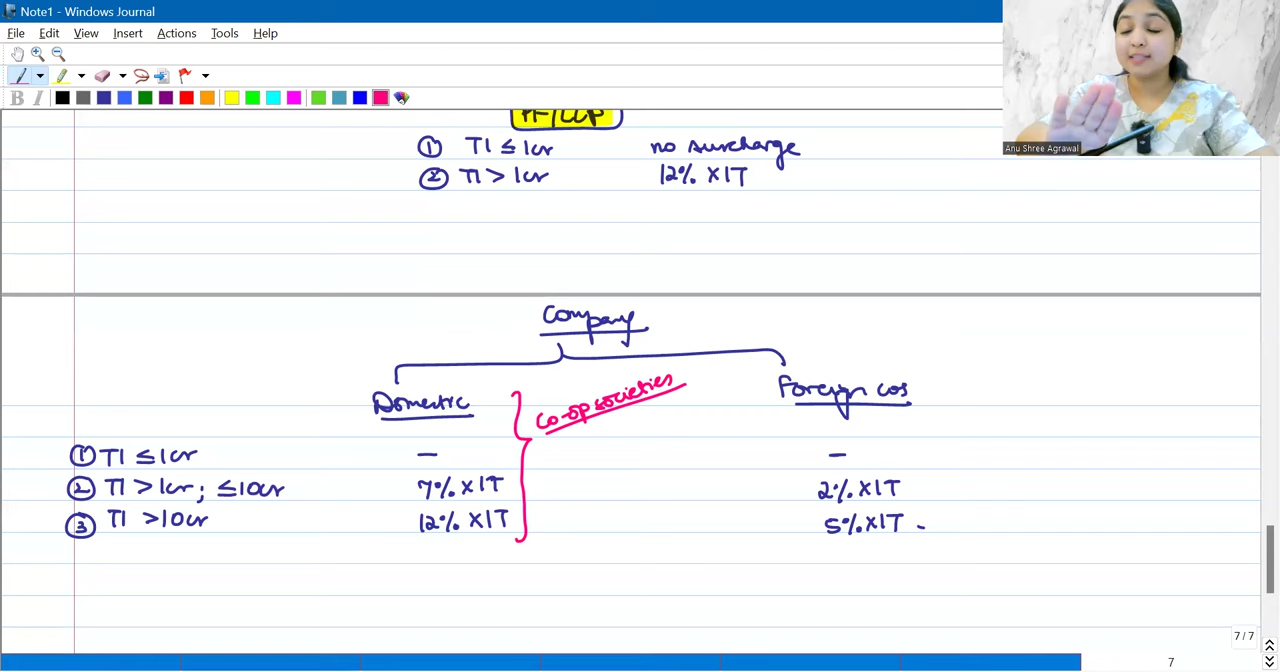 Note1 - Windows Journal
File Edit View Insert Actions Tools Help
B I
Anu Shree Agrawal
PF/LLP
① TI ≤ 1cr no surcharge
② TI > 1cr 12% X IT
Company
Domestic Co-op societies Foreign cos
① TI ≤ 1cr — —
② TI > 1cr ; ≤ 10cr 7% X IT 2% X IT
③ TI > 10cr 12% X IT 5% X IT
7 / 7
7